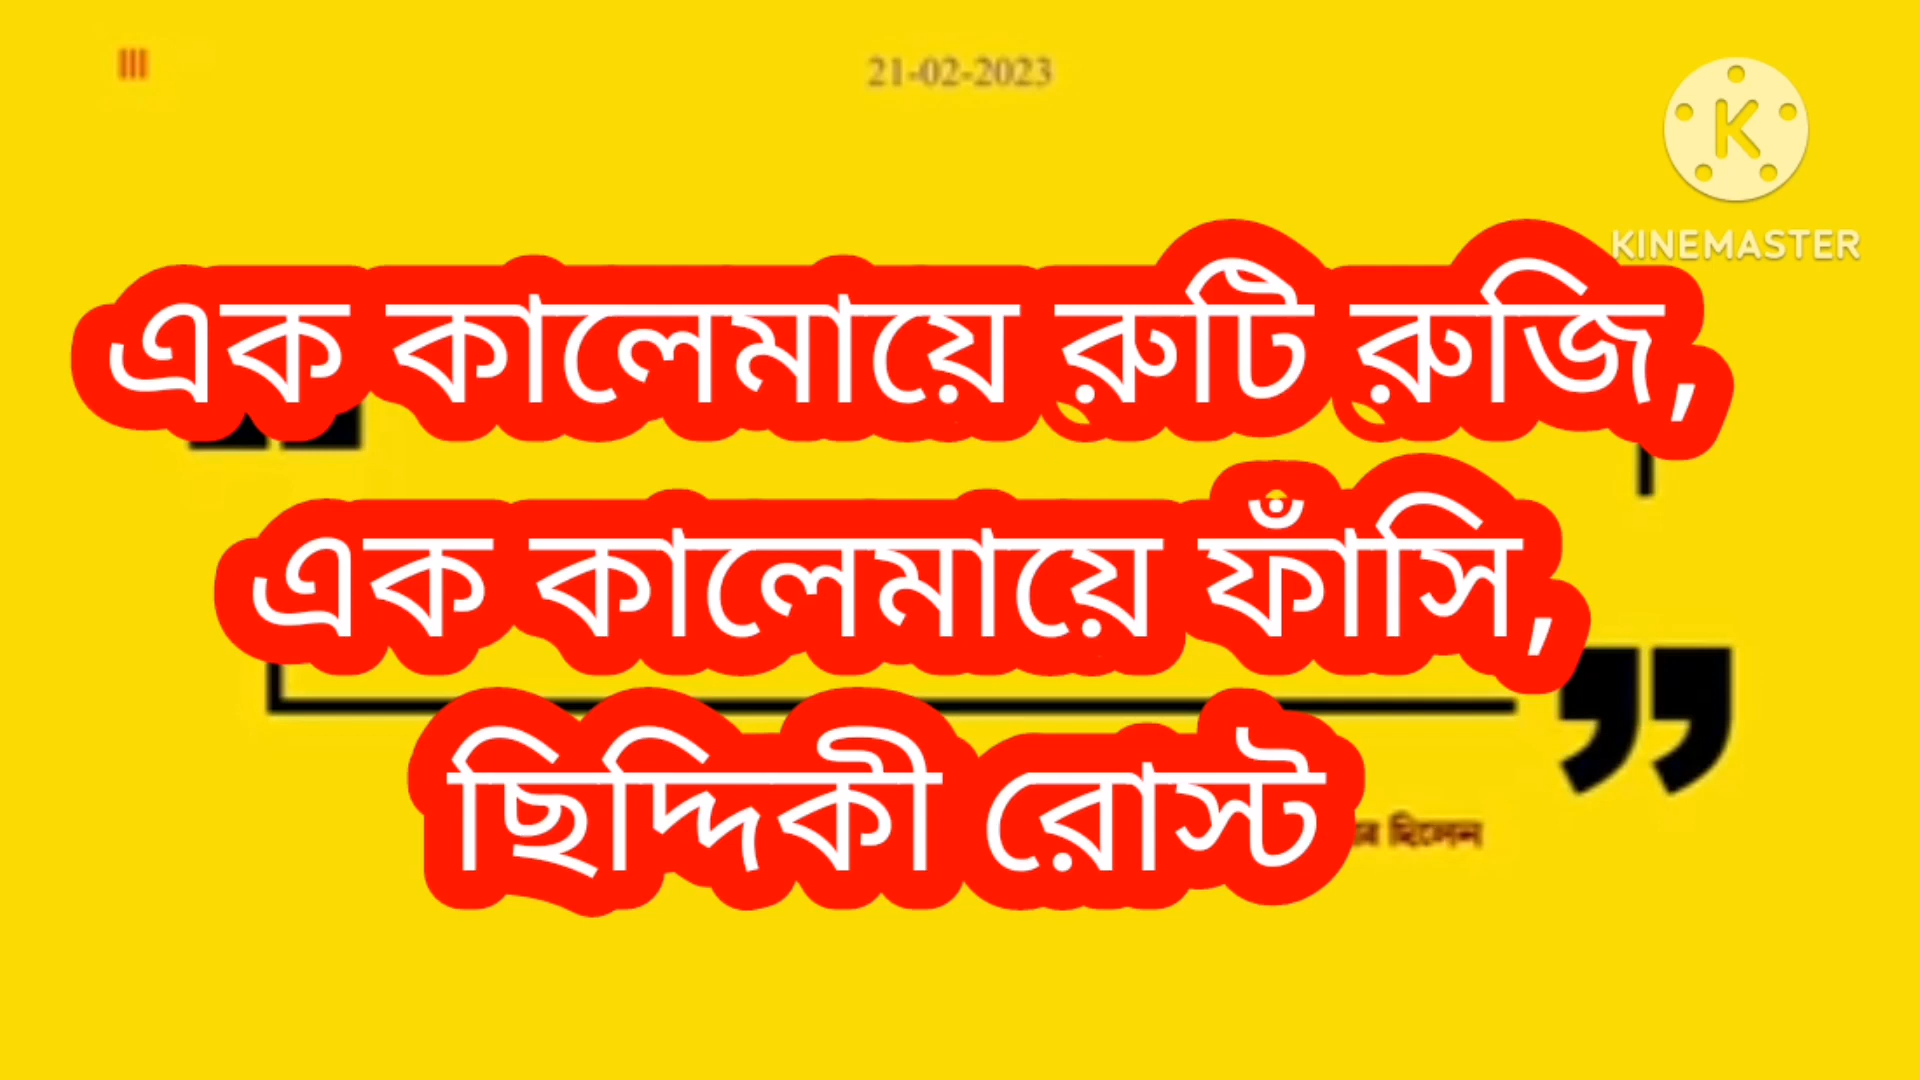 21-02-2023
KINEMASTER
এক কালেমায়ে রুটি রুজি,
এক কালেমায়ে ফাঁসি,
ছিদ্দিকী রোস্ট